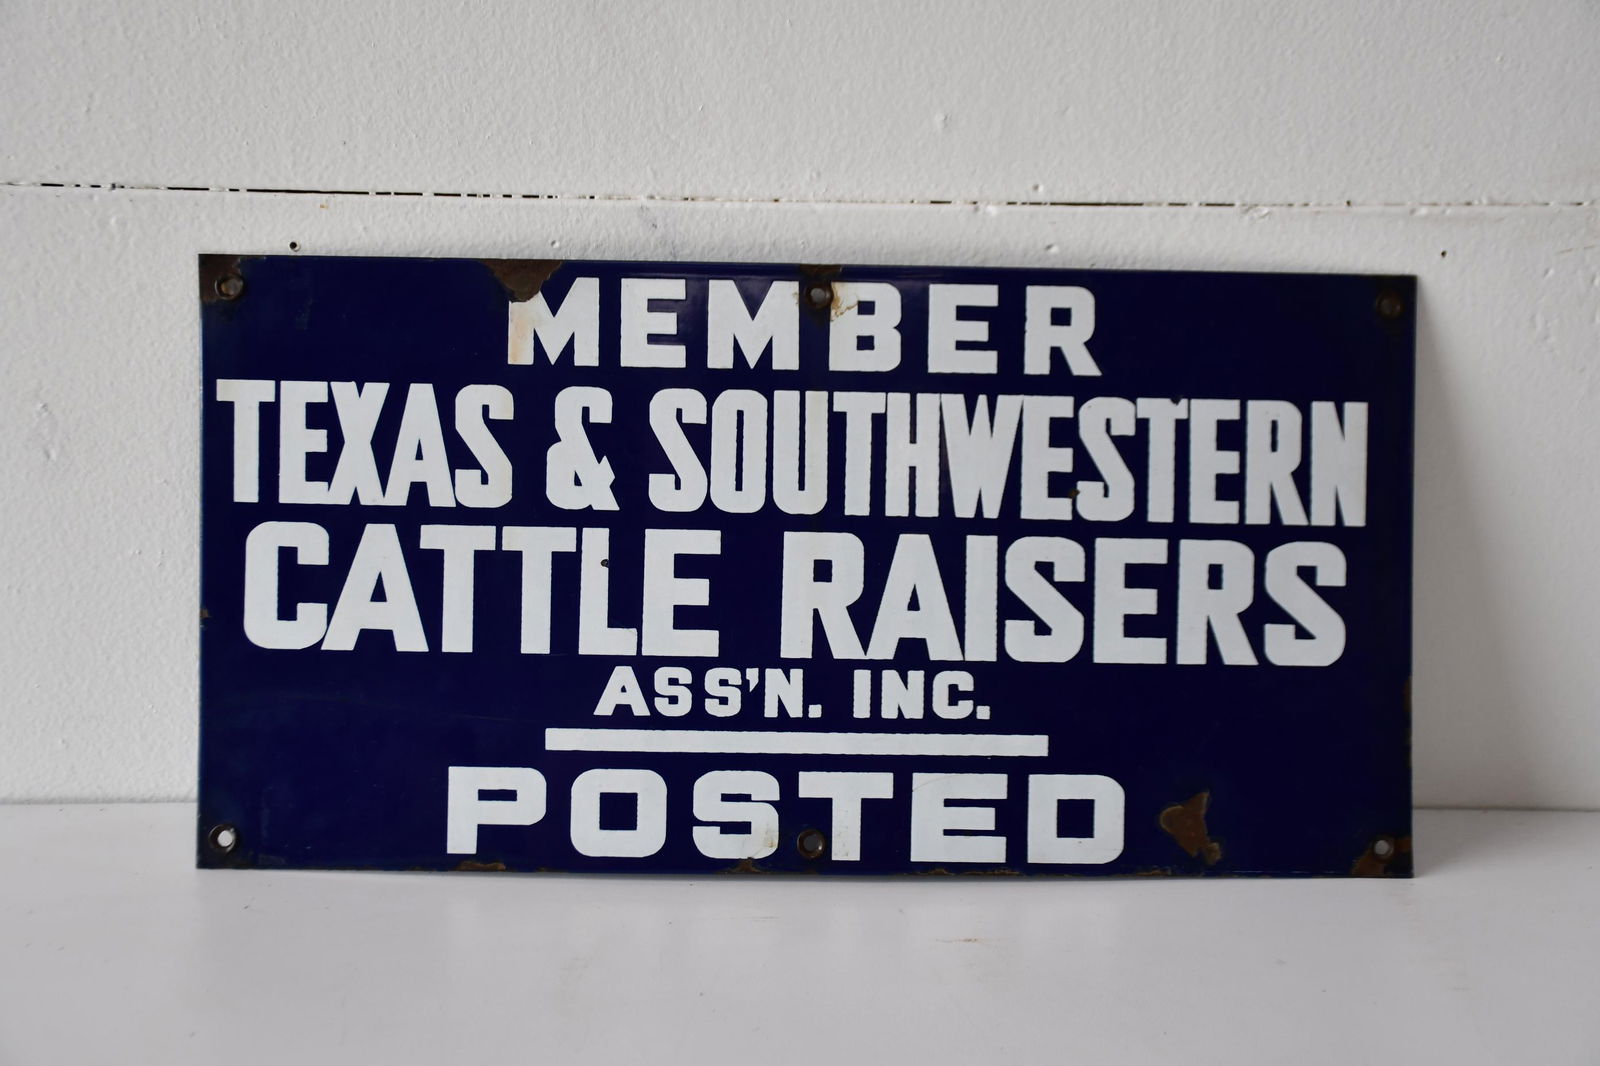 MEMBER
TEXAS & SOUTHWESTERN
CATTLE RAISERS
ASS'N. INC.
POSTED